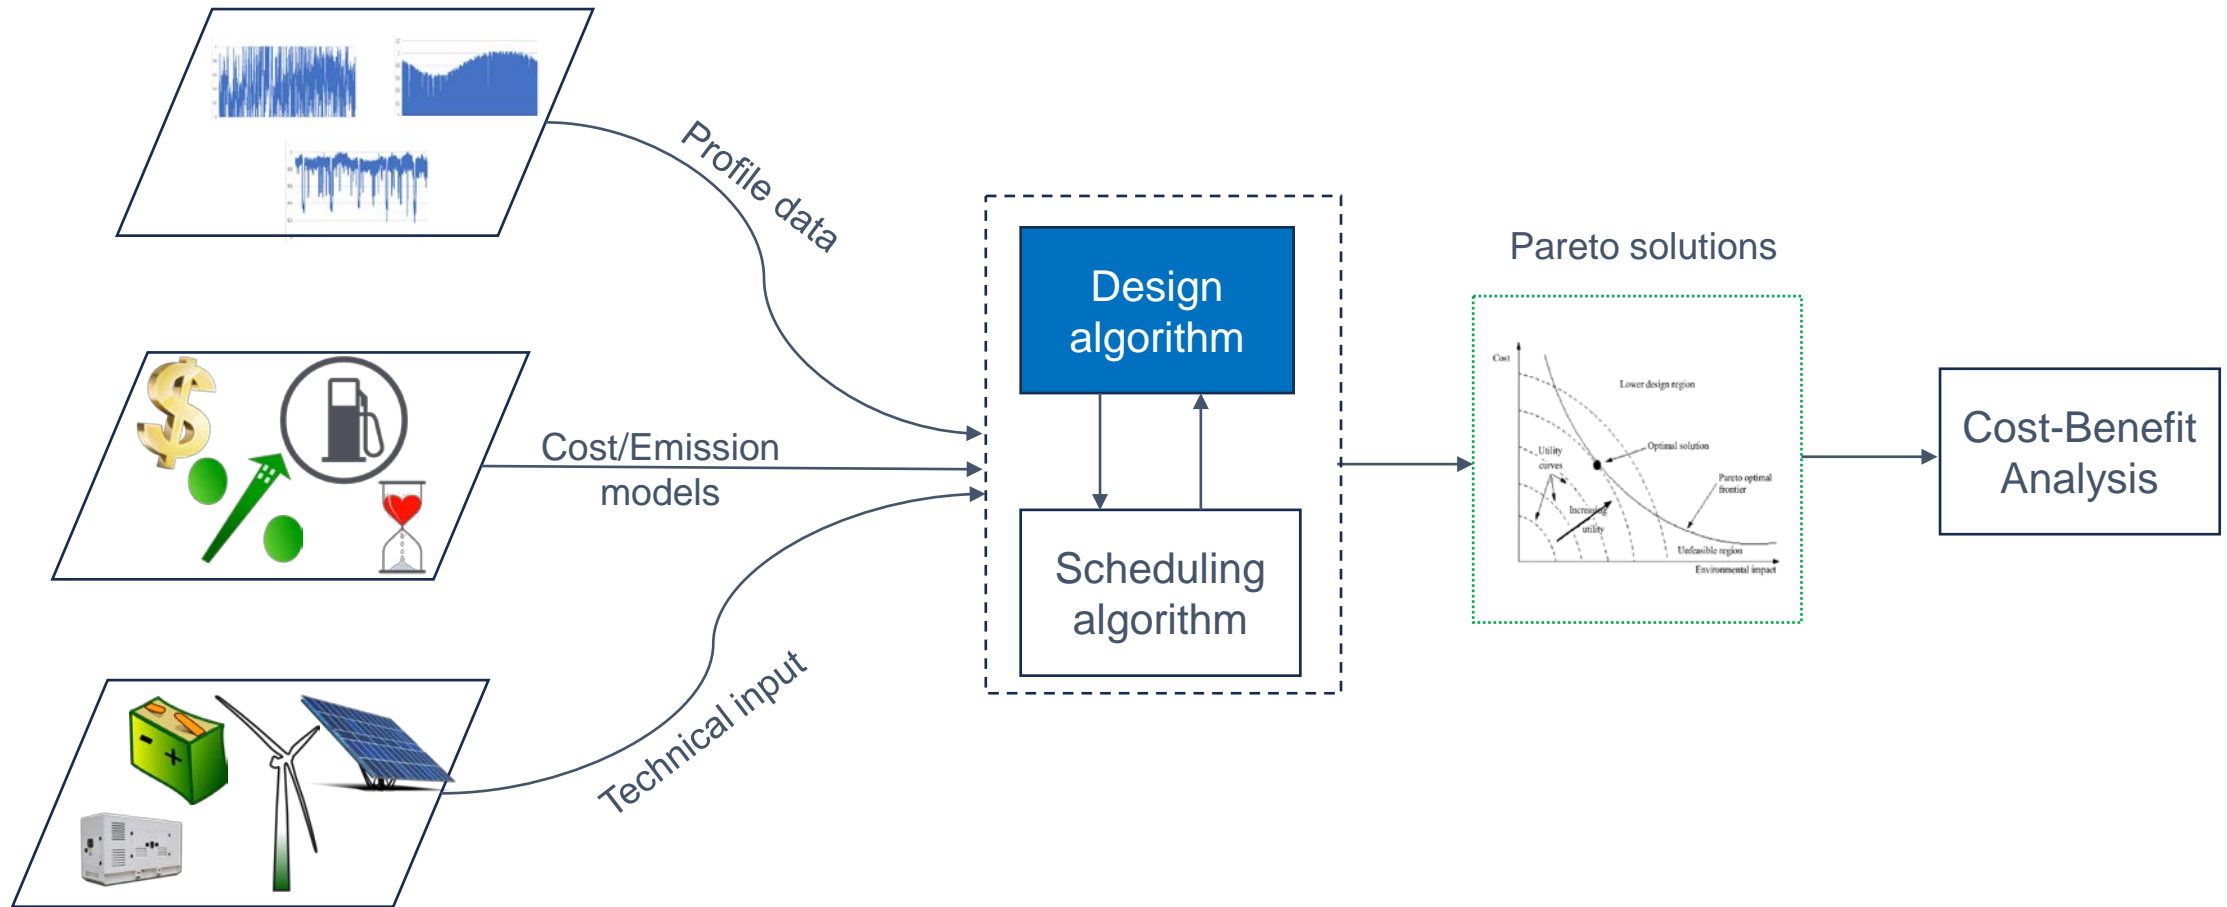 Profile data
Cost/Emission
models
Technical input
Design
algorithm
Scheduling
algorithm
Pareto solutions
Cost
Lower design region
Optimal solution
Utility
curves
Pareto optimal
frontier
Increasing
utility
Unfeasible region
Environmental impact
Cost-Benefit
Analysis